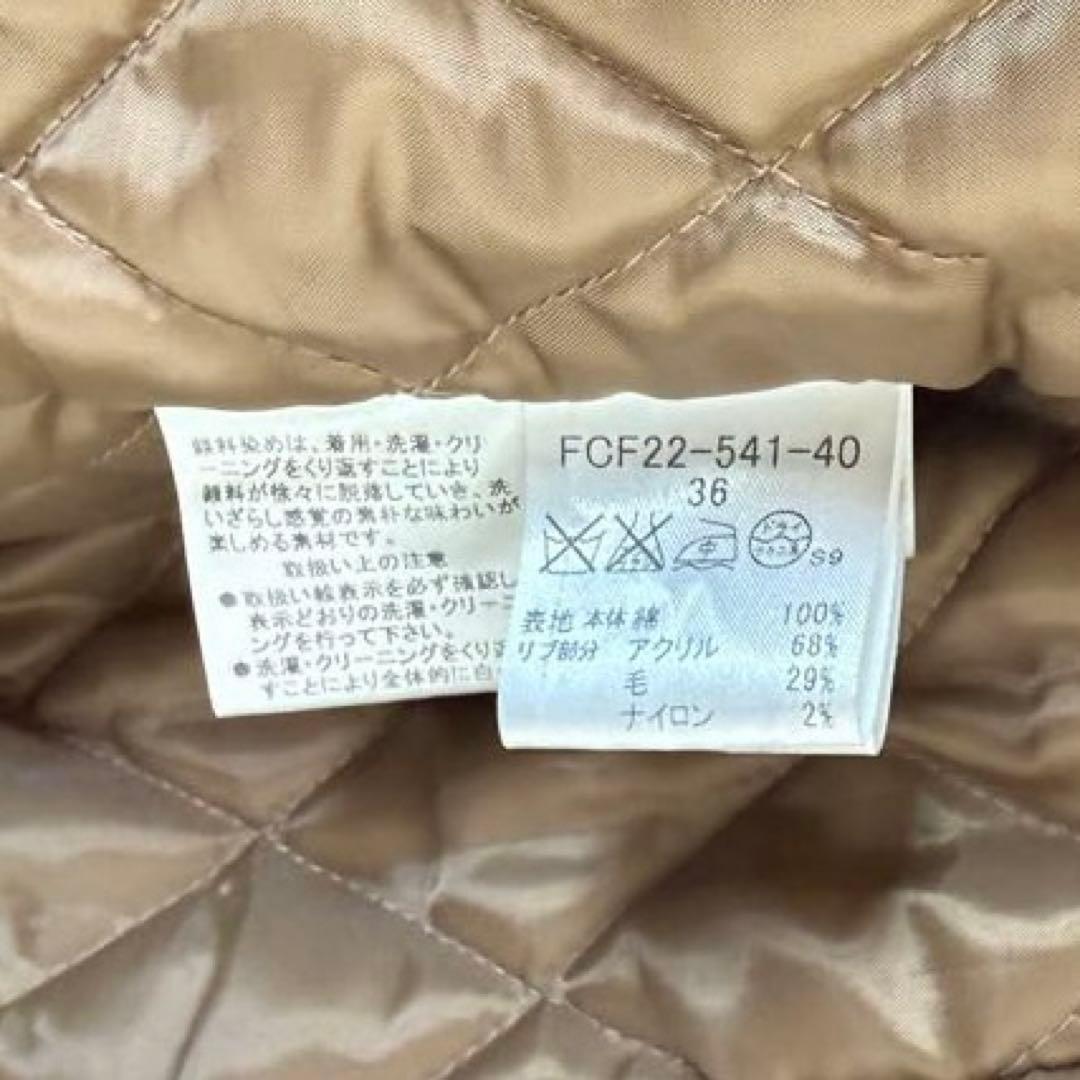 顔料染めは、着用・洗濯・クリ
ーニングをくり返すことにより
顔料が徐々に脱落していき、洗
いざらし感覚の素朴な味わいが
楽しめる素材です。
取扱い上の注意
●取扱い絵表示を必ず確認し
表示どおりの洗濯・クリーニ
ングを行って下さい。
●洗濯・クリーニングをくり返
すことにより全体的に白
FCF22-541-40
36
中
ドライ
S9
表地 本体 綿 100%
リブ部分 アクリル 68%
毛 29%
ナイロン 2%